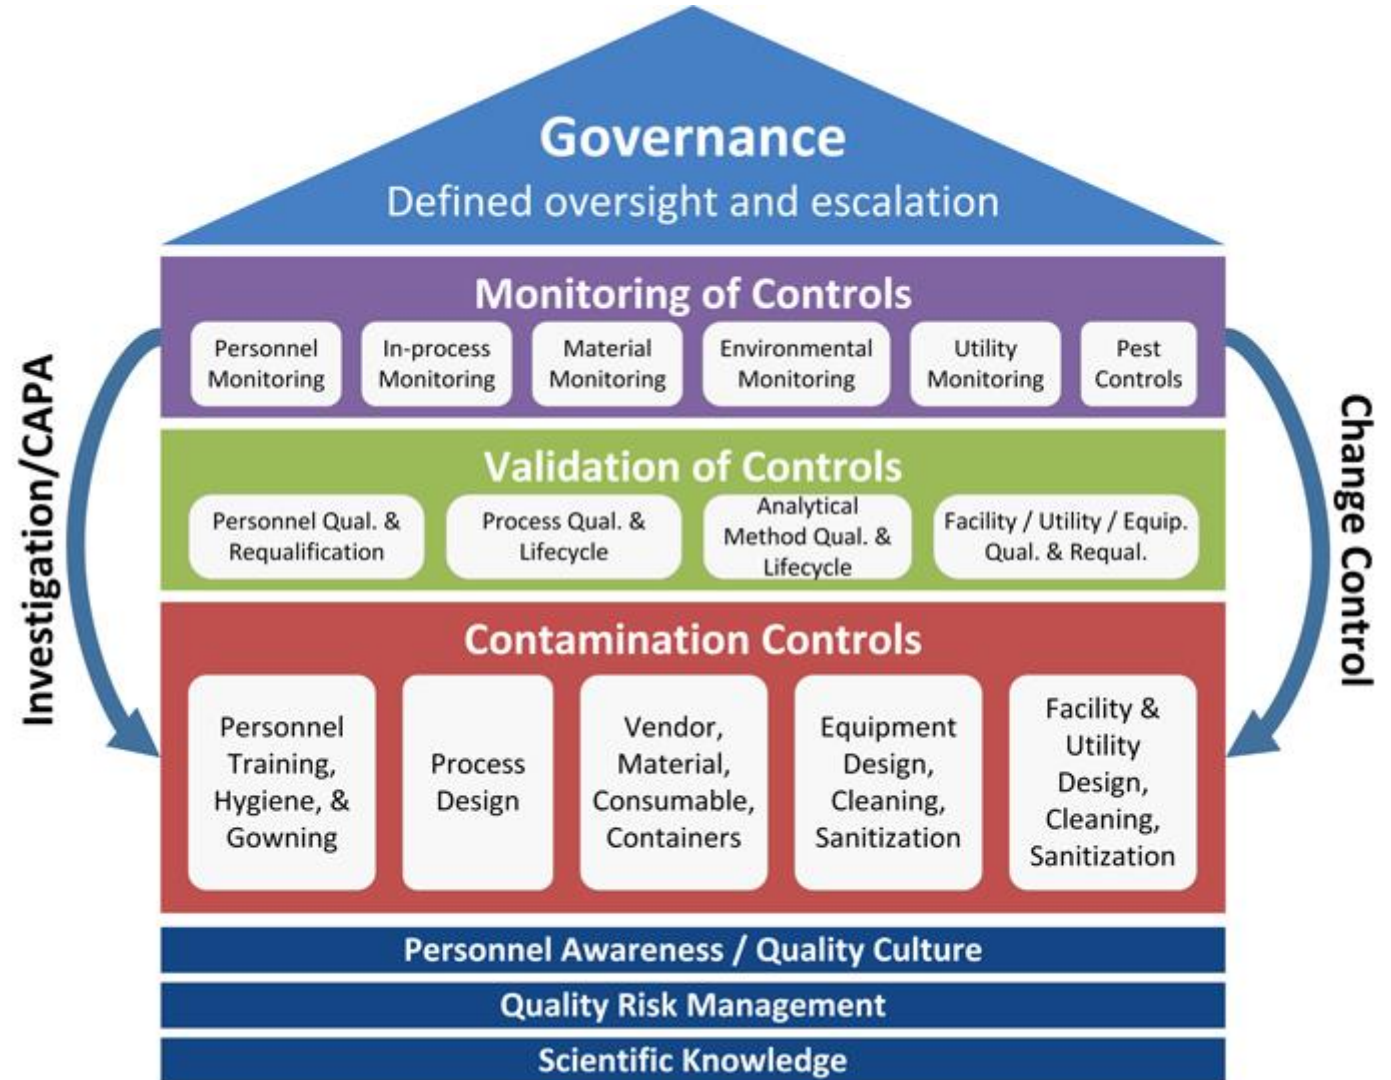 Governance
Defined oversight and escalation
Monitoring of Controls
Personnel
Monitoring
In-process
Monitoring
Material
Monitoring
Environmental
Monitoring
Utility
Monitoring
Pest
Controls
Validation of Controls
Personnel Qual. &
Requalification
Process Qual. &
Lifecycle
Analytical
Method Qual. &
Lifecycle
Facility / Utility / Equip.
Qual. & Requal.
Contamination Controls
Personnel
Training,
Hygiene, &
Gowning
Process
Design
Vendor,
Material,
Consumable,
Containers
Equipment
Design,
Cleaning,
Sanitization
Facility &
Utility
Design,
Cleaning,
Sanitization
Investigation/CAPA
Change Control
Personnel Awareness / Quality Culture
Quality Risk Management
Scientific Knowledge